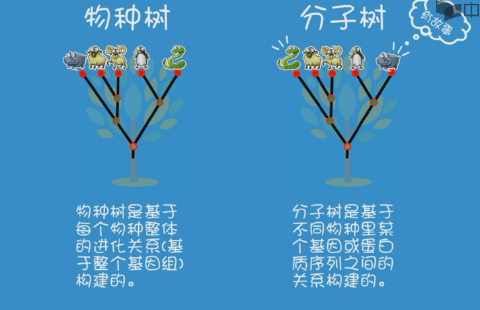 物种树
物种树是基于
每个物种整体
的进化关系(基
于整个基因组)
构建的。
分子树
有故事
分子树是基于
不同物种里某
个基因或蛋白
质序列之间的
关系构建的。
中